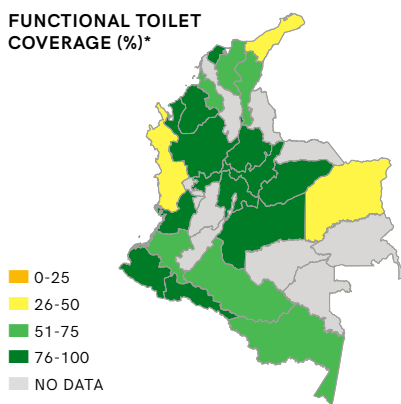 FUNCTIONAL TOILET
COVERAGE (%)*
0-25
26-50
51-75
76-100
NO DATA